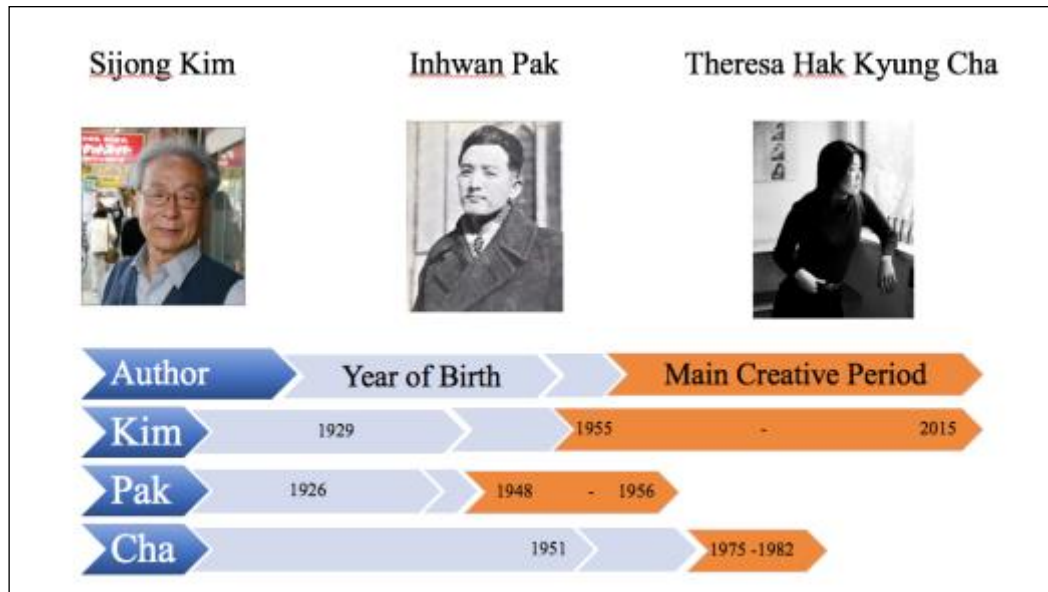 Sijong Kim Inhwan Pak Theresa Hak Kyung Cha
Author Year of Birth Main Creative Period
Kim 1929 1955 - 2015
Pak 1926 1948 - 1956
Cha 1951 1975 -1982